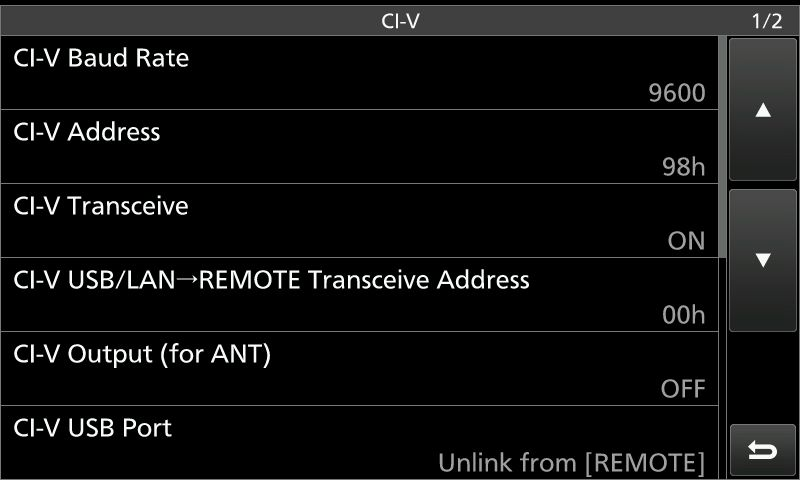 CI-V 1/2
CI-V Baud Rate
9600
CI-V Address
98h
CI-V Transceive
ON
CI-V USB/LAN→REMOTE Transceive Address
00h
CI-V Output (for ANT)
OFF
CI-V USB Port
Unlink from [REMOTE]